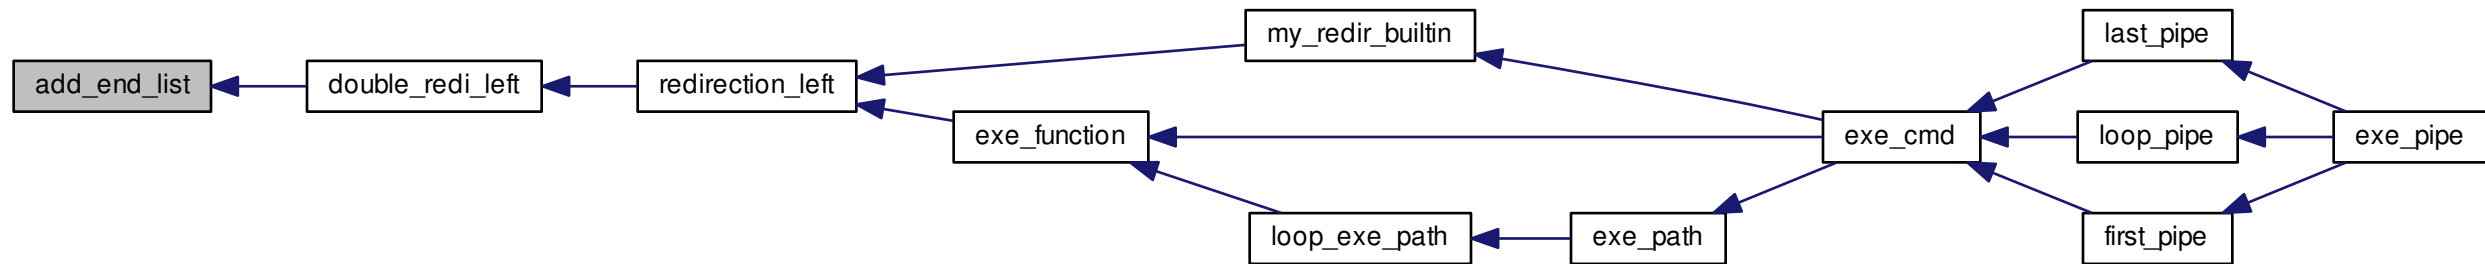 add_end_list
double_redi_left
redirection_left
my_redir_builtin
exe_function
loop_exe_path
exe_path
exe_cmd
last_pipe
loop_pipe
first_pipe
exe_pipe